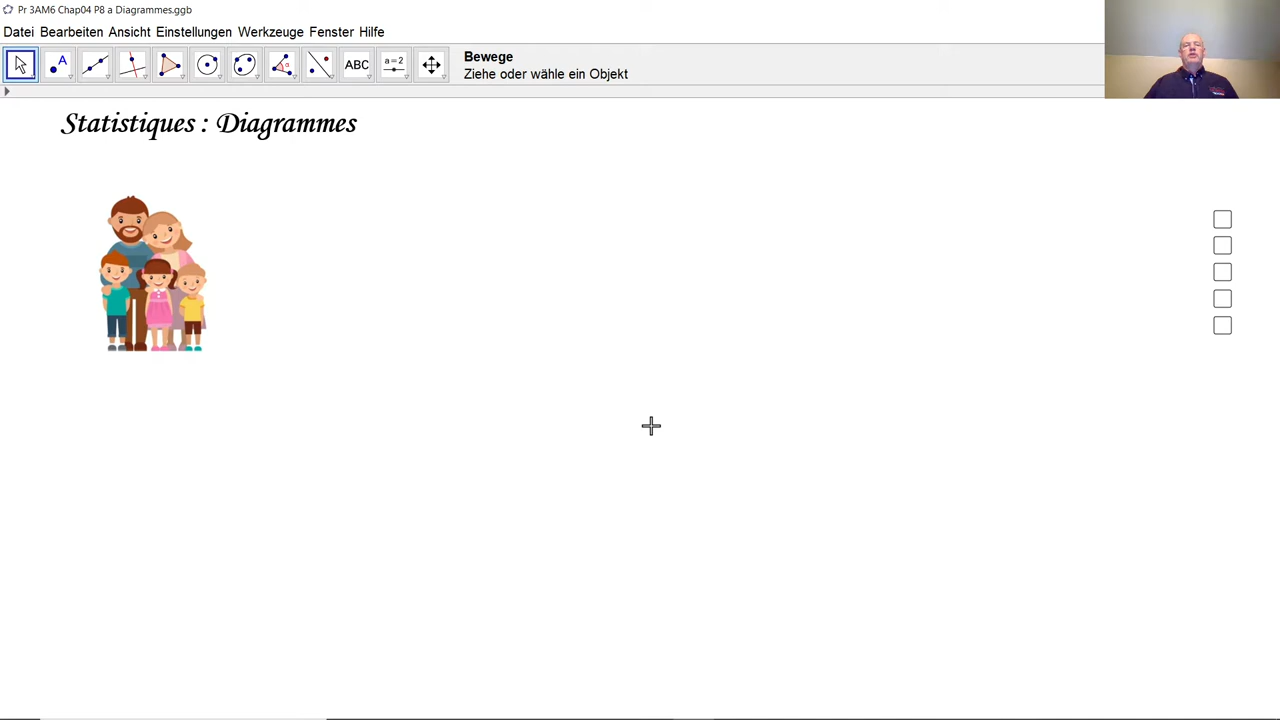 Pr 3AM6 Chap04 P8 a Diagrammes.ggb
Datei Bearbeiten Ansicht Einstellungen Werkzeuge Fenster Hilfe
A
α
ABC
a=2
Bewege
Ziehe oder wähle ein Objekt
Statistiques : Diagrammes